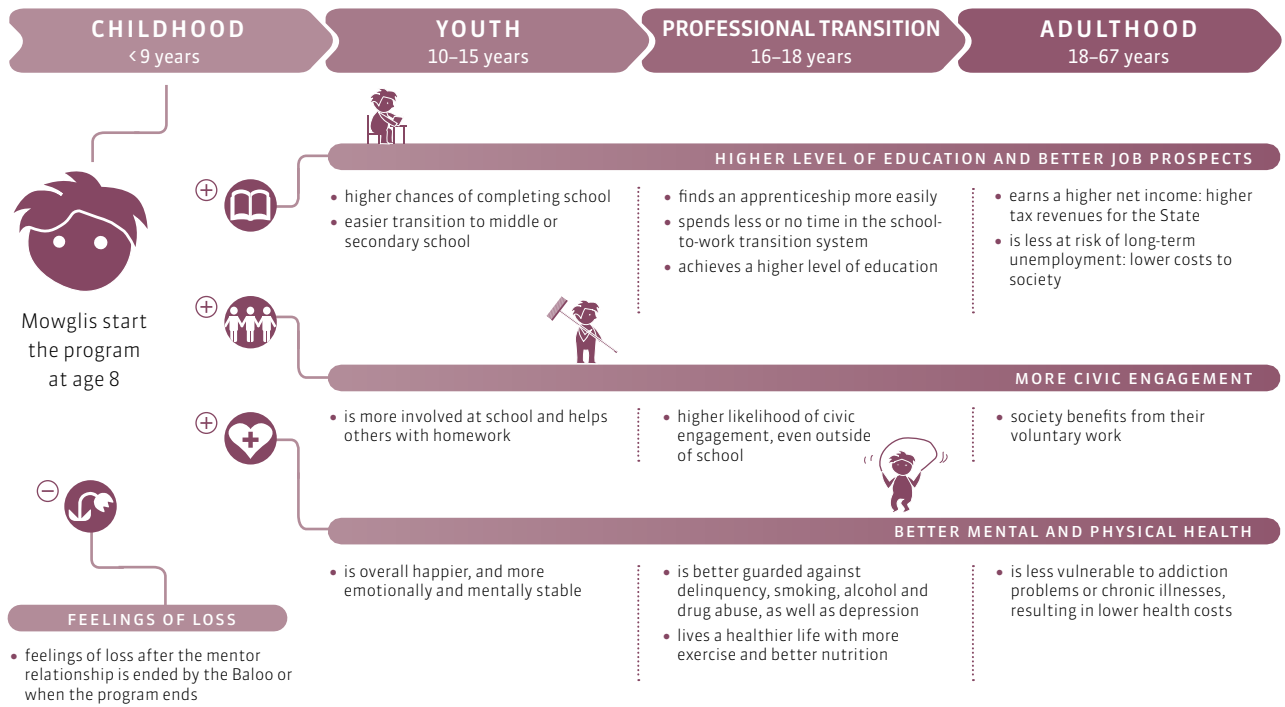 CHILDHOOD
< 9 years
YOUTH
10–15 years
PROFESSIONAL TRANSITION
16–18 years
ADULTHOOD
18–67 years
Mowglis start
the program
at age 8
HIGHER LEVEL OF EDUCATION AND BETTER JOB PROSPECTS
• higher chances of completing school
• easier transition to middle or
secondary school
• finds an apprenticeship more easily
• spends less or no time in the school-
to-work transition system
• achieves a higher level of education
• earns a higher net income: higher
tax revenues for the State
• is less at risk of long-term
unemployment: lower costs to
society
MORE CIVIC ENGAGEMENT
• is more involved at school and helps
others with homework
• higher likelihood of civic
engagement, even outside
of school
• society benefits from their
voluntary work
BETTER MENTAL AND PHYSICAL HEALTH
• is overall happier, and more
emotionally and mentally stable
• is better guarded against
delinquency, smoking, alcohol and
drug abuse, as well as depression
• lives a healthier life with more
exercise and better nutrition
• is less vulnerable to addiction
problems or chronic illnesses,
resulting in lower health costs
FEELINGS OF LOSS
• feelings of loss after the mentor
relationship is ended by the Baloo or
when the program ends